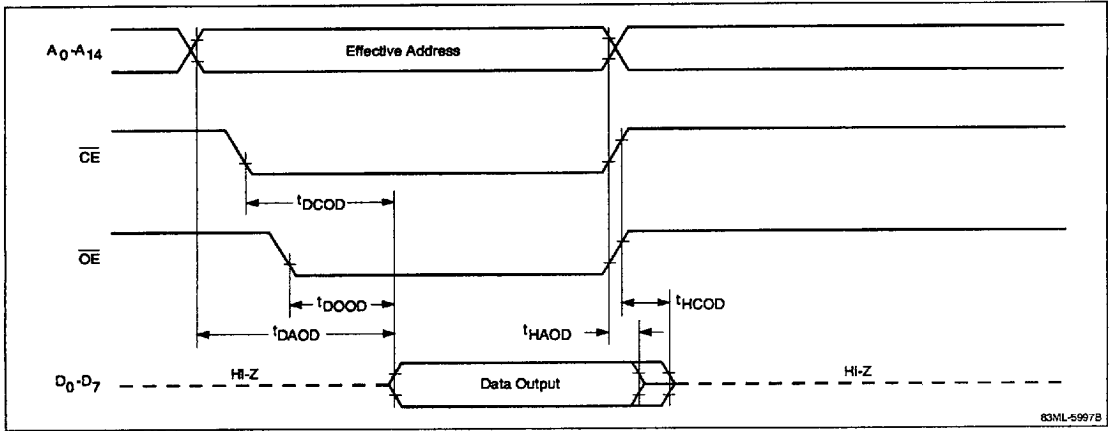 A0-A14
Effective Address
CE
tDCOD
OE
tDOOD
tHCOD
tDAOD
tHAOD
D0-D7
Hi-Z
Data Output
Hi-Z
83ML-5997B